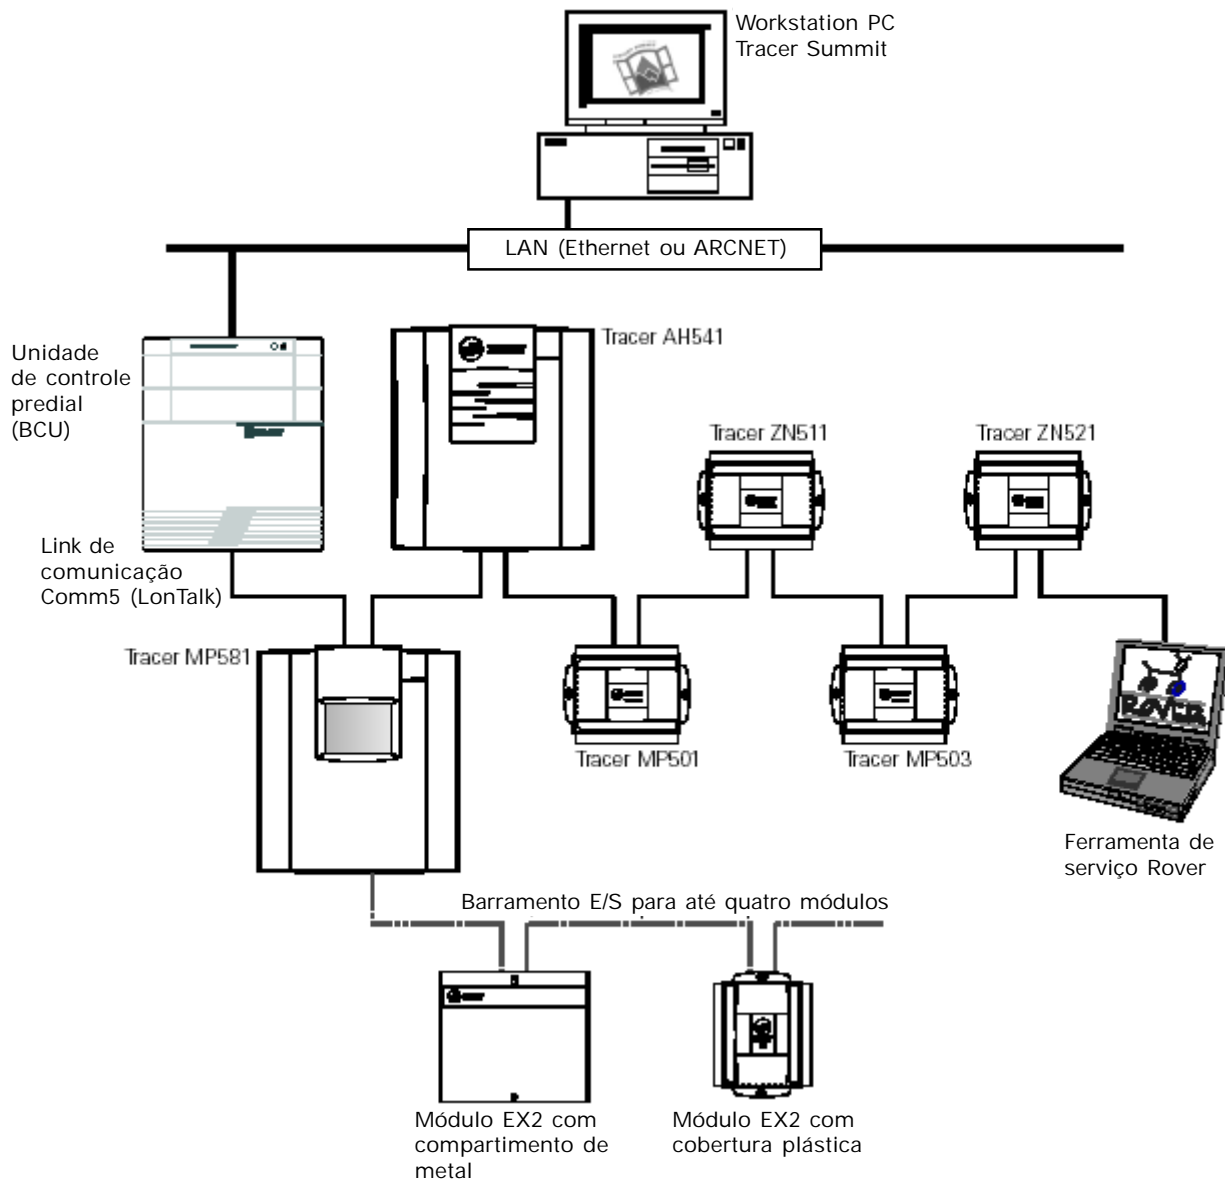 Workstation PC
Tracer Summit
LAN (Ethernet ou ARCNET)
Unidade
de controle
predial
(BCU)
Tracer AH541
Tracer ZN511
Tracer ZN521
Link de
comunicação
Comm5 (LonTalk)
Tracer MP581
Tracer MP501
Tracer MP503
ROVER
Ferramenta de
serviço Rover
Barramento E/S para até quatro módulos
Módulo EX2 com
compartimento de
metal
Módulo EX2 com
cobertura plástica